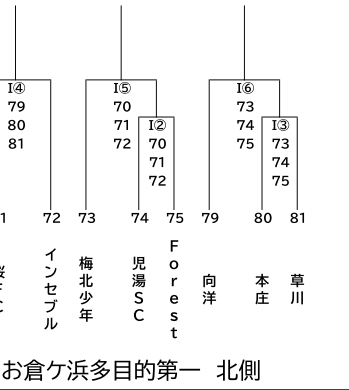 I④ I⑤ I⑥
79 70 73
80 71 I② 74 I③
81 72 70 75 73
71 74
72 75
72 73 74 75 79 80 81
インセブル
梅北少年
児湯SC
Forest
向洋
本庄
草川
お倉ケ浜多目的第一 北側